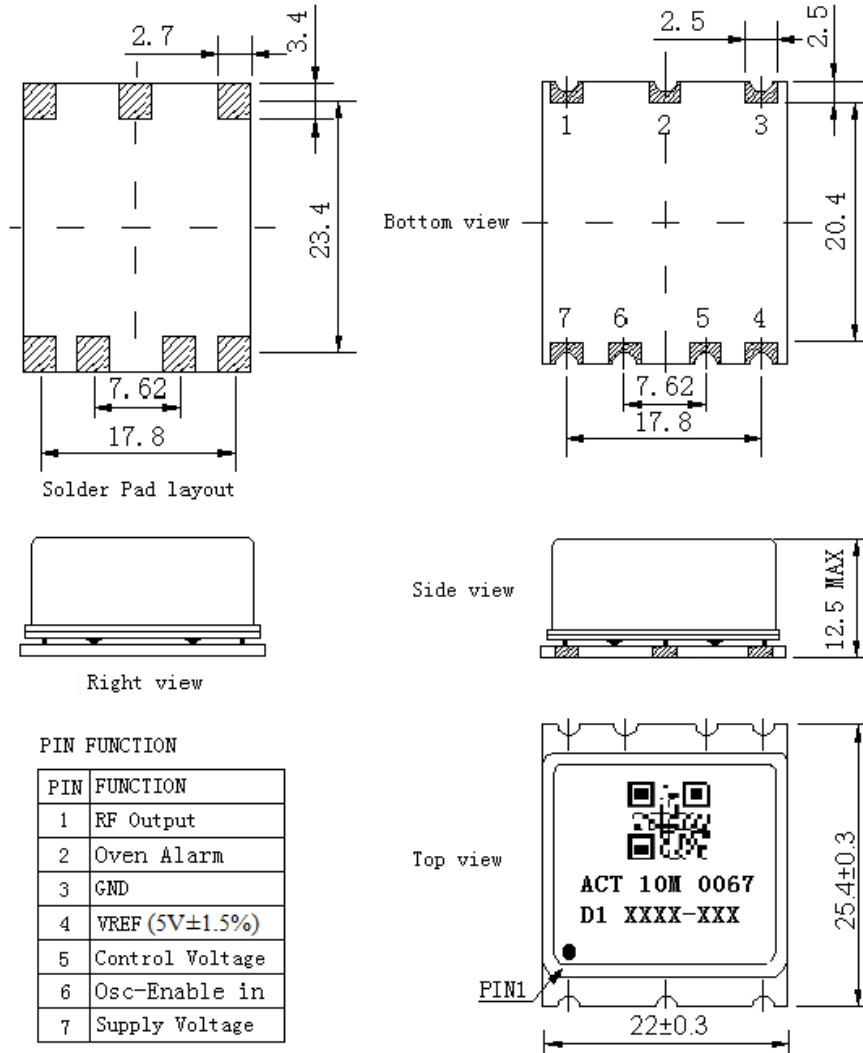 2.7
3.4
23.4
7.62
17.8
Solder Pad layout
2.5
2.5
1 2 3
Bottom view
20.4
7 6 5 4
7.62
17.8
Right view
Side view
12.5 MAX
PIN FUNCTION
PIN FUNCTION
1 RF Output
2 Oven Alarm
3 GND
4 VREF (5V±1.5%)
5 Control Voltage
6 Osc-Enable in
7 Supply Voltage
Top view
ACT 10M 0067
D1 XXXX-XXX
PIN1
25.4±0.3
22±0.3